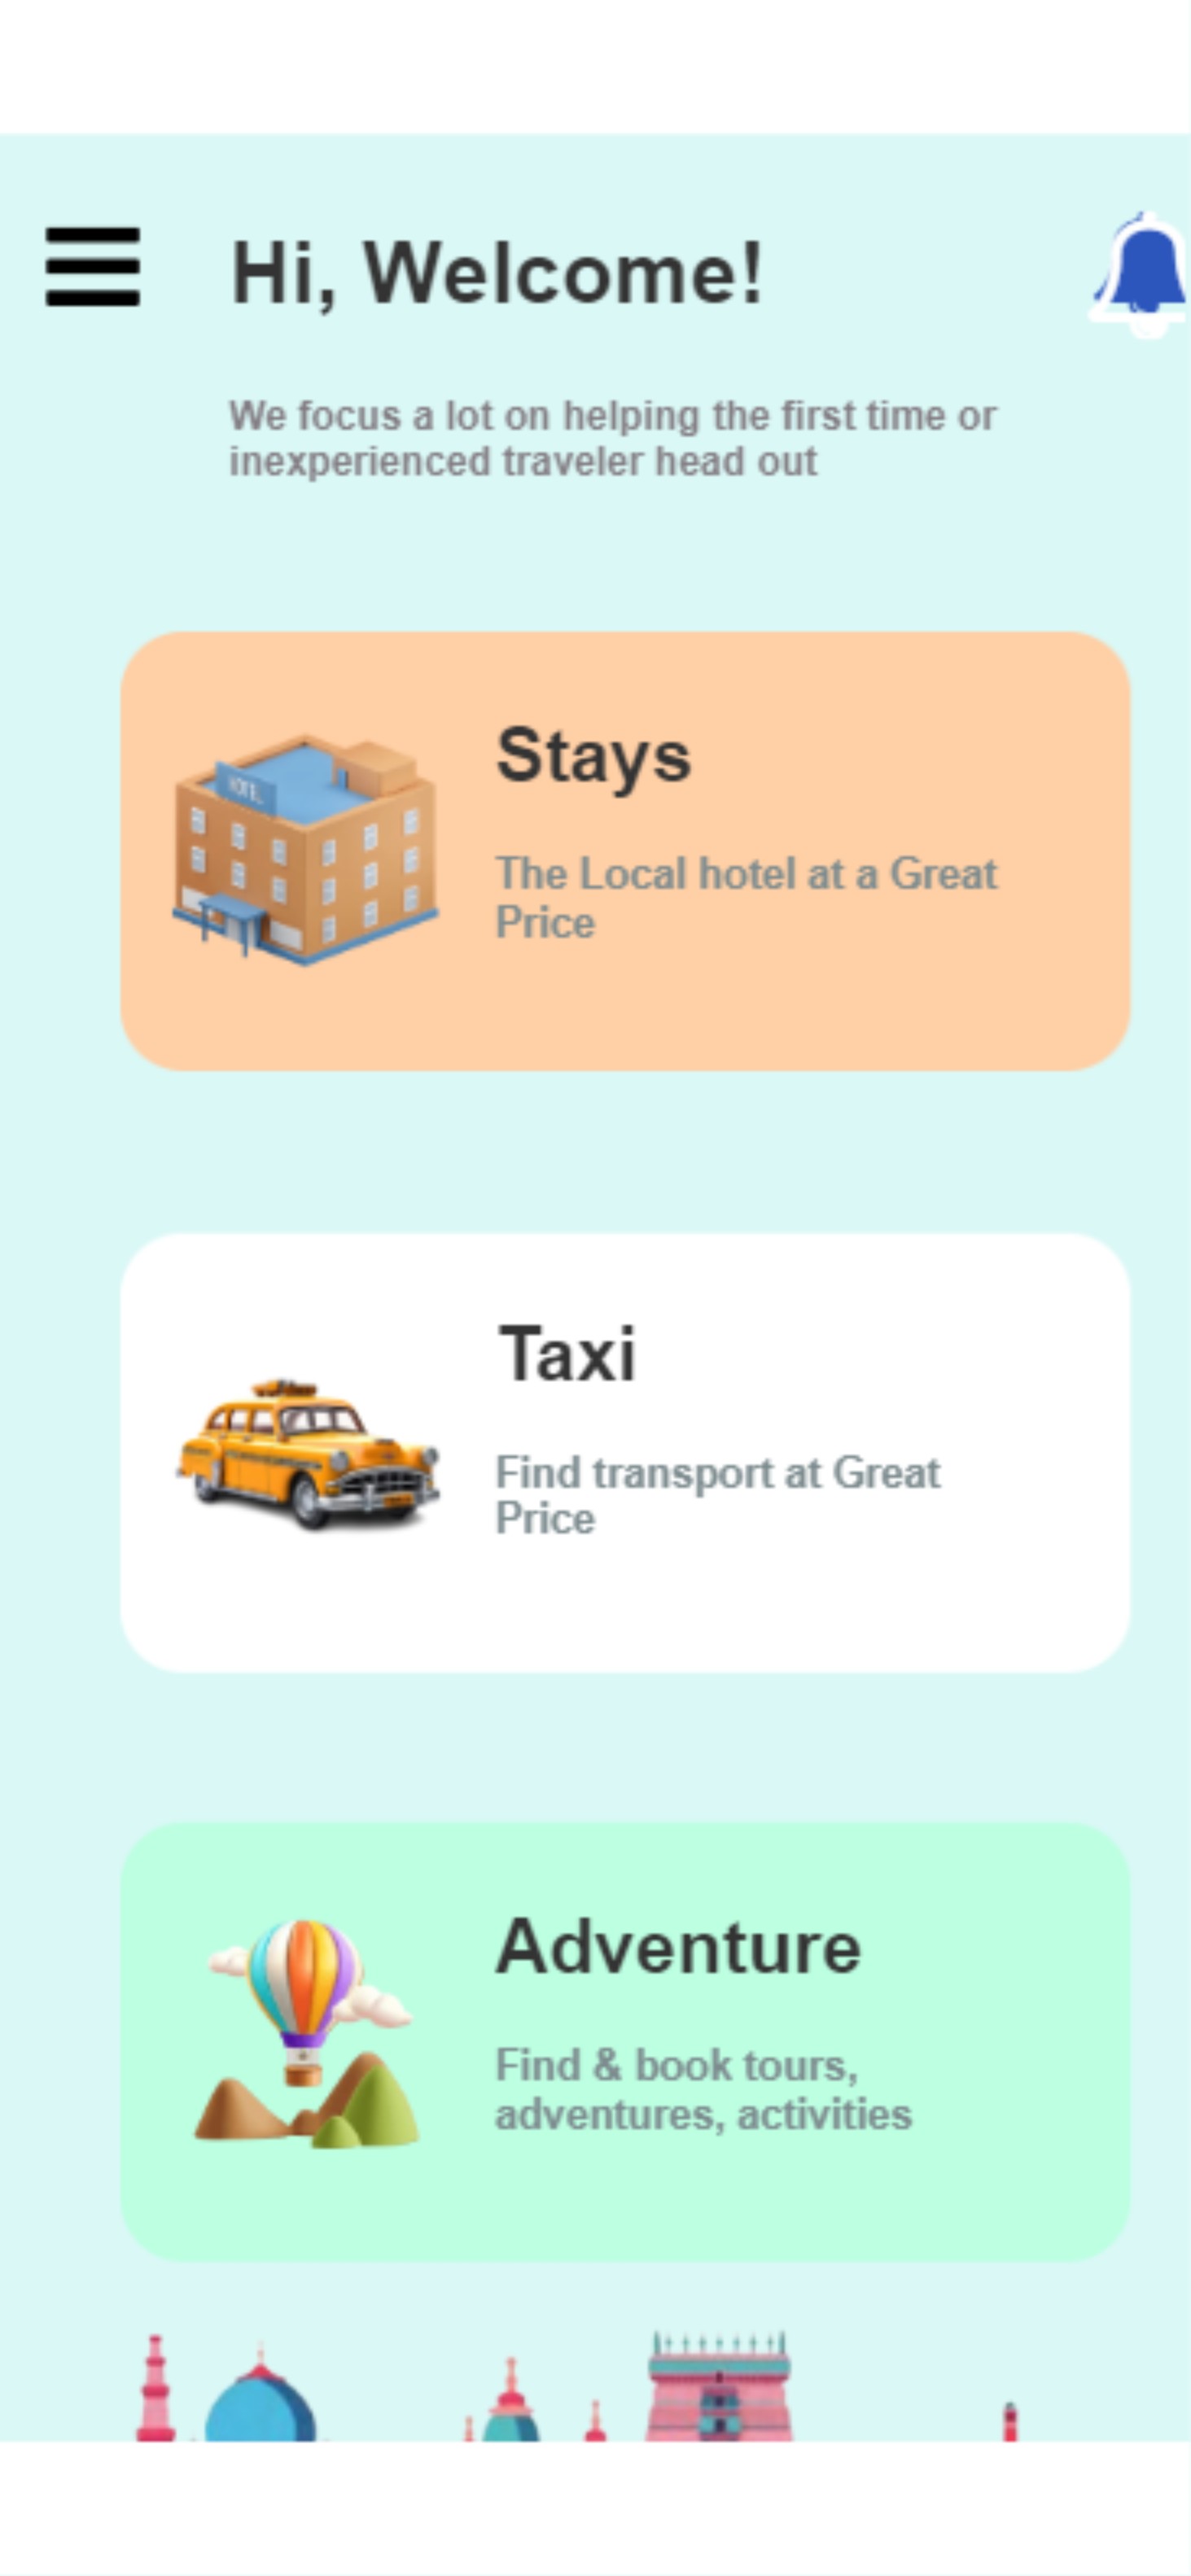 Hi, Welcome!
We focus a lot on helping the first time or
inexperienced traveler head out
HOTEL
Stays
The Local hotel at a Great
Price
Taxi
Find transport at Great
Price
Adventure
Find & book tours,
adventures, activities